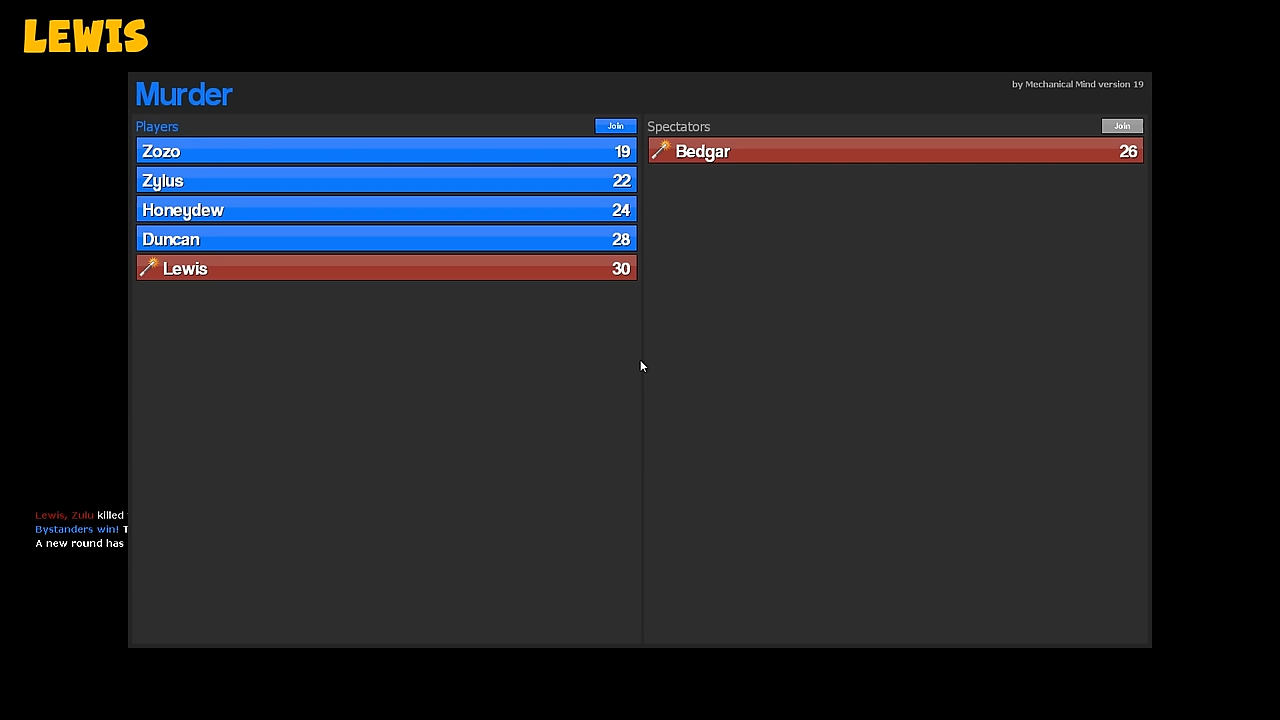 LEWIS
Murder
by Mechanical Mind version 19
Players
Join
Zozo 19
Zylus 22
Honeydew 24
Duncan 28
Lewis 30
Spectators
Join
Bedgar 26
Lewis, Zulu killed
Bystanders win! T
A new round has